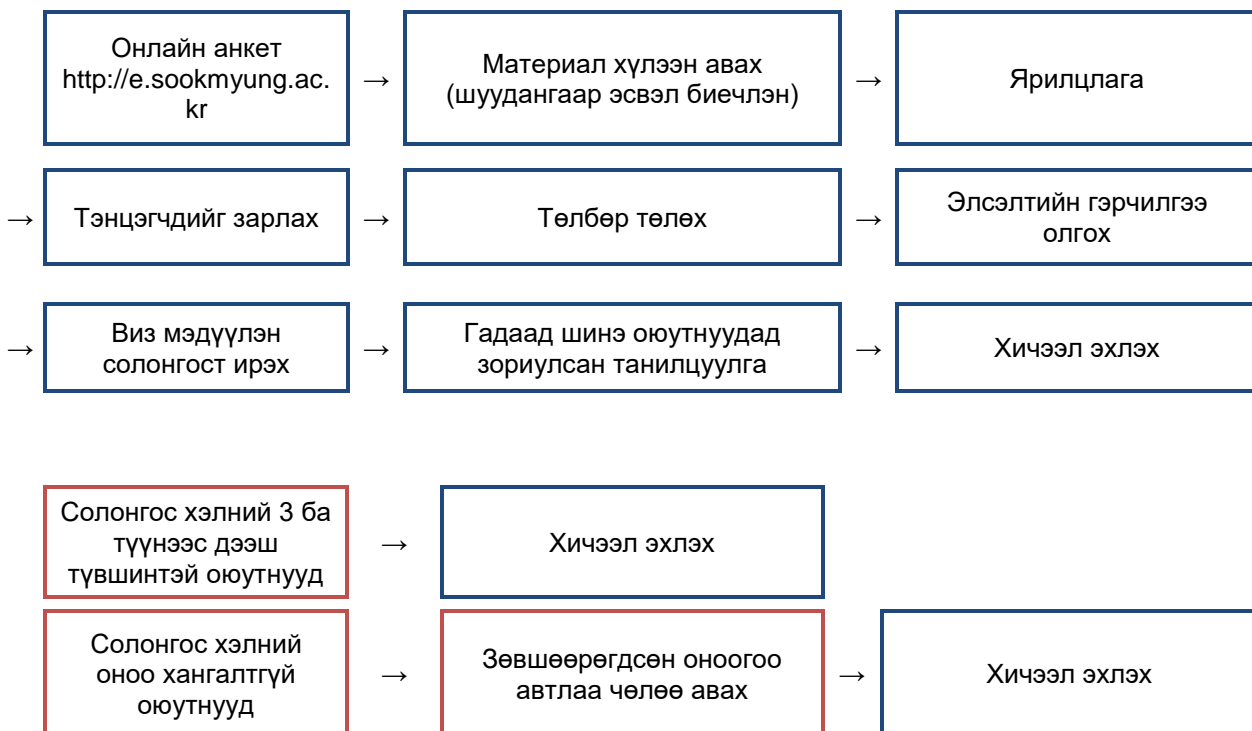 Онлайн анкет
http://e.sookmyung.ac.
kr
→
Материал хүлээн авах
(шуудангаар эсвэл биечлэн)
→
Ярилцлага
→
Тэнцэгчдийг зарлах
→
Төлбөр төлөх
→
Элсэлтийн гэрчилгээ
олгох
→
Виз мэдүүлэн
солонгост ирэх
→
Гадаад шинэ оюутнуудад
зориулсан танилцуулга
→
Хичээл эхлэх
Солонгос хэлний 3 ба
түүнээс дээш
түвшинтэй оюутнууд
→
Хичээл эхлэх
Солонгос хэлний
оноо хангалтгүй
оюутнууд
→
Зөвшөөрөгдсөн оноогоо
автлаа чөлөө авах
→
Хичээл эхлэх